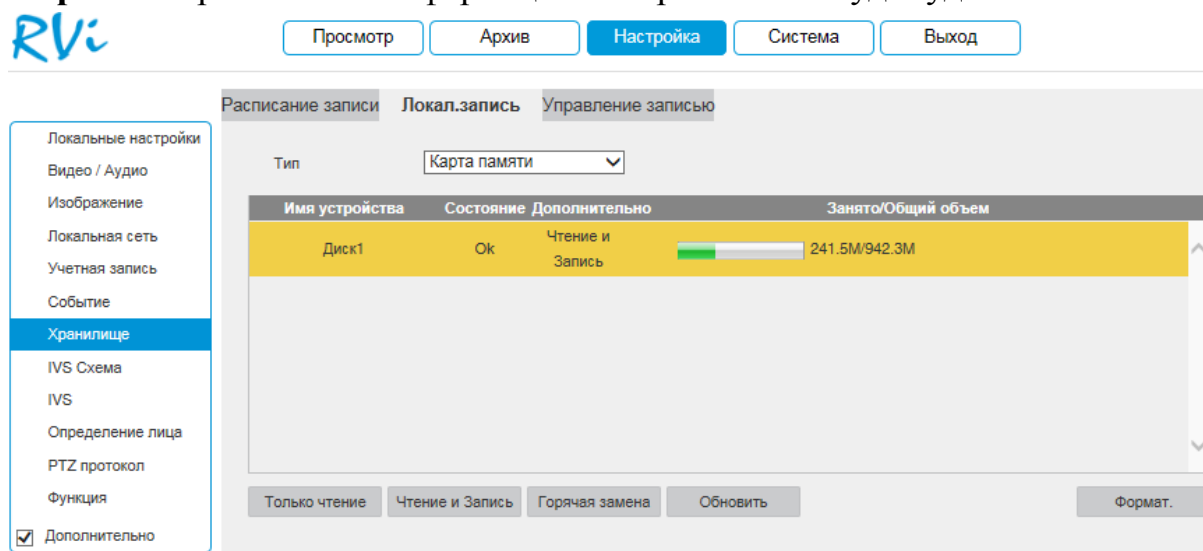 RVi
Просмотр Архив Настройка Система Выход
Расписание записи Локал.запись Управление записью
Локальные настройки
Видео / Аудио
Изображение
Локальная сеть
Учетная запись
Событие
Хранилище
IVS Схема
IVS
Определение лица
PTZ протокол
Функция
Дополнительно
Тип Карта памяти
Имя устройства Состояние Дополнительно Занято/Общий объем
Диск1 Ok Чтение и Запись 241.5M/942.3M
Только чтение Чтение и Запись Горячая замена Обновить Формат.